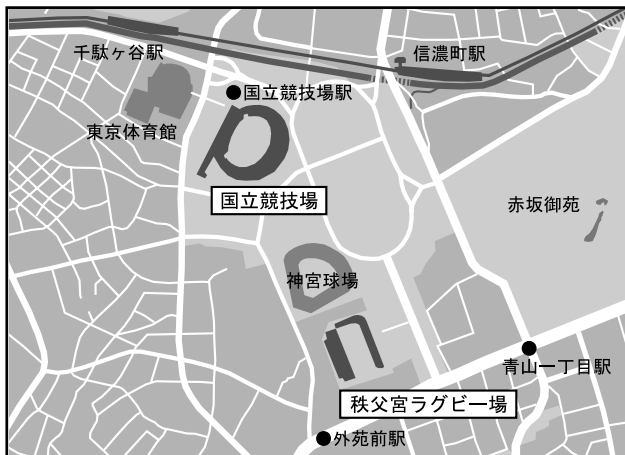 千駄ヶ谷駅
信濃町駅
国立競技場駅
東京体育館
国立競技場
赤坂御苑
神宮球場
青山一丁目駅
秩父宮ラグビー場
外苑前駅